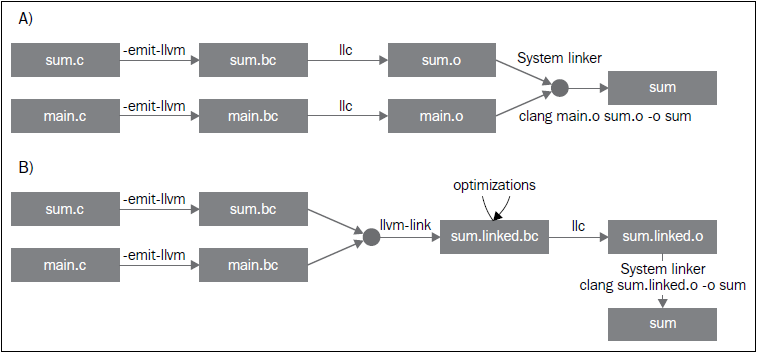 A)
sum.c -emit-llvm sum.bc llc sum.o System linker
sum
main.c -emit-llvm main.bc llc main.o clang main.o sum.o -o sum
B)
optimizations
sum.c -emit-llvm sum.bc
llvm-link sum.linked.bc llc sum.linked.o
main.c -emit-llvm main.bc
System linker
clang sum.linked.o -o sum
sum